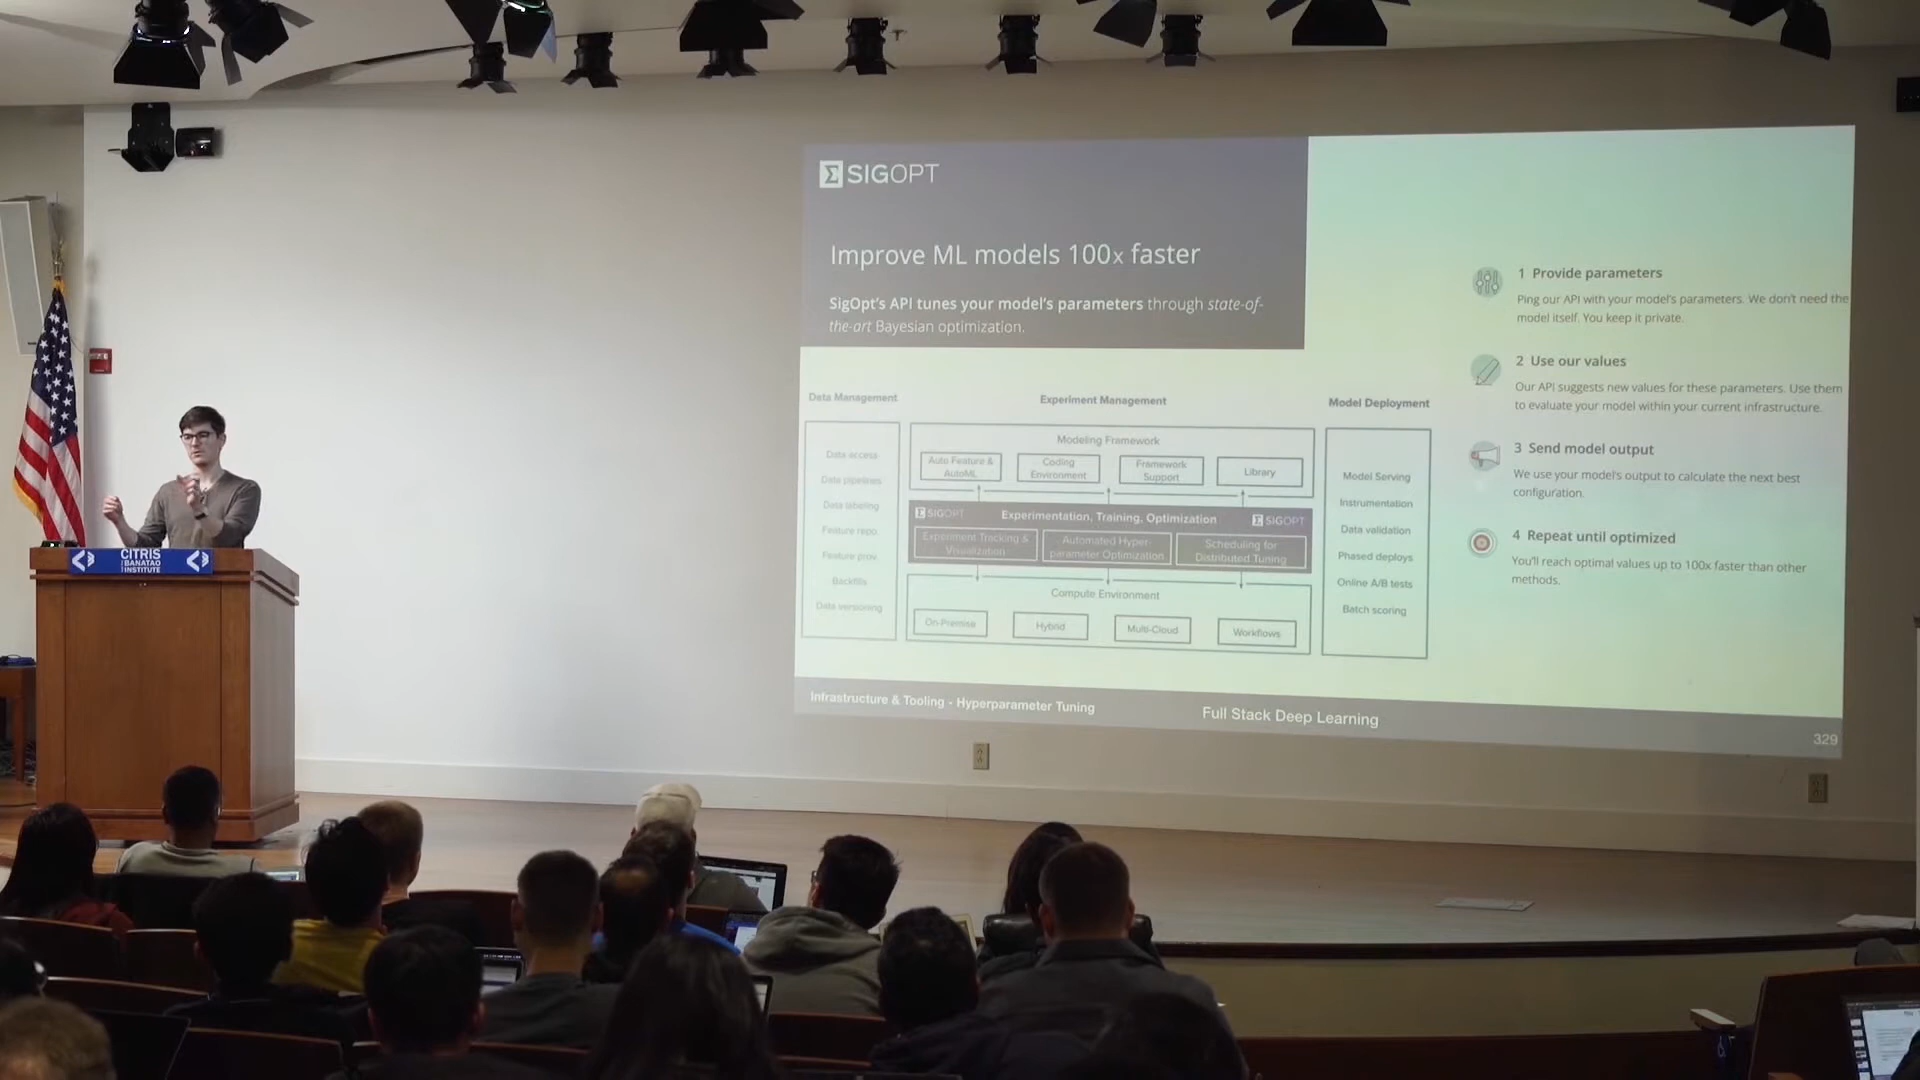 SIGOPT
Improve ML models 100x faster
SigOpt's API tunes your model's parameters through state-of-
the-art Bayesian optimization.
Data Management
Data access
Data pipelines
Data labeling
Feature repo.
Feature prov.
Backfills
Data versioning
Experiment Management
Modeling Framework
Auto Feature &
AutoML
Coding
Environment
Framework
Support
Library
SIGOPT
Experimentation, Training, Optimization
SIGOPT
Experiment Tracking &
Visualization
Automated Hyper-
parameter Optimization
Scheduling for
Distributed Tuning
Compute Environment
On-Premise
Hybrid
Multi-Cloud
Workflows
Model Deployment
Model Serving
Instrumentation
Data validation
Phased deploys
Online A/B tests
Batch scoring
1 Provide parameters
Ping our API with your model's parameters. We don't need the
model itself. You keep it private.
2 Use our values
Our API suggests new values for these parameters. Use them
to evaluate your model within your current infrastructure.
3 Send model output
We use your model's output to calculate the next best
configuration.
4 Repeat until optimized
You'll reach optimal values up to 100x faster than other
methods.
Infrastructure & Tooling - Hyperparameter Tuning
Full Stack Deep Learning
329
CITRIS
BANATAO
INSTITUTE